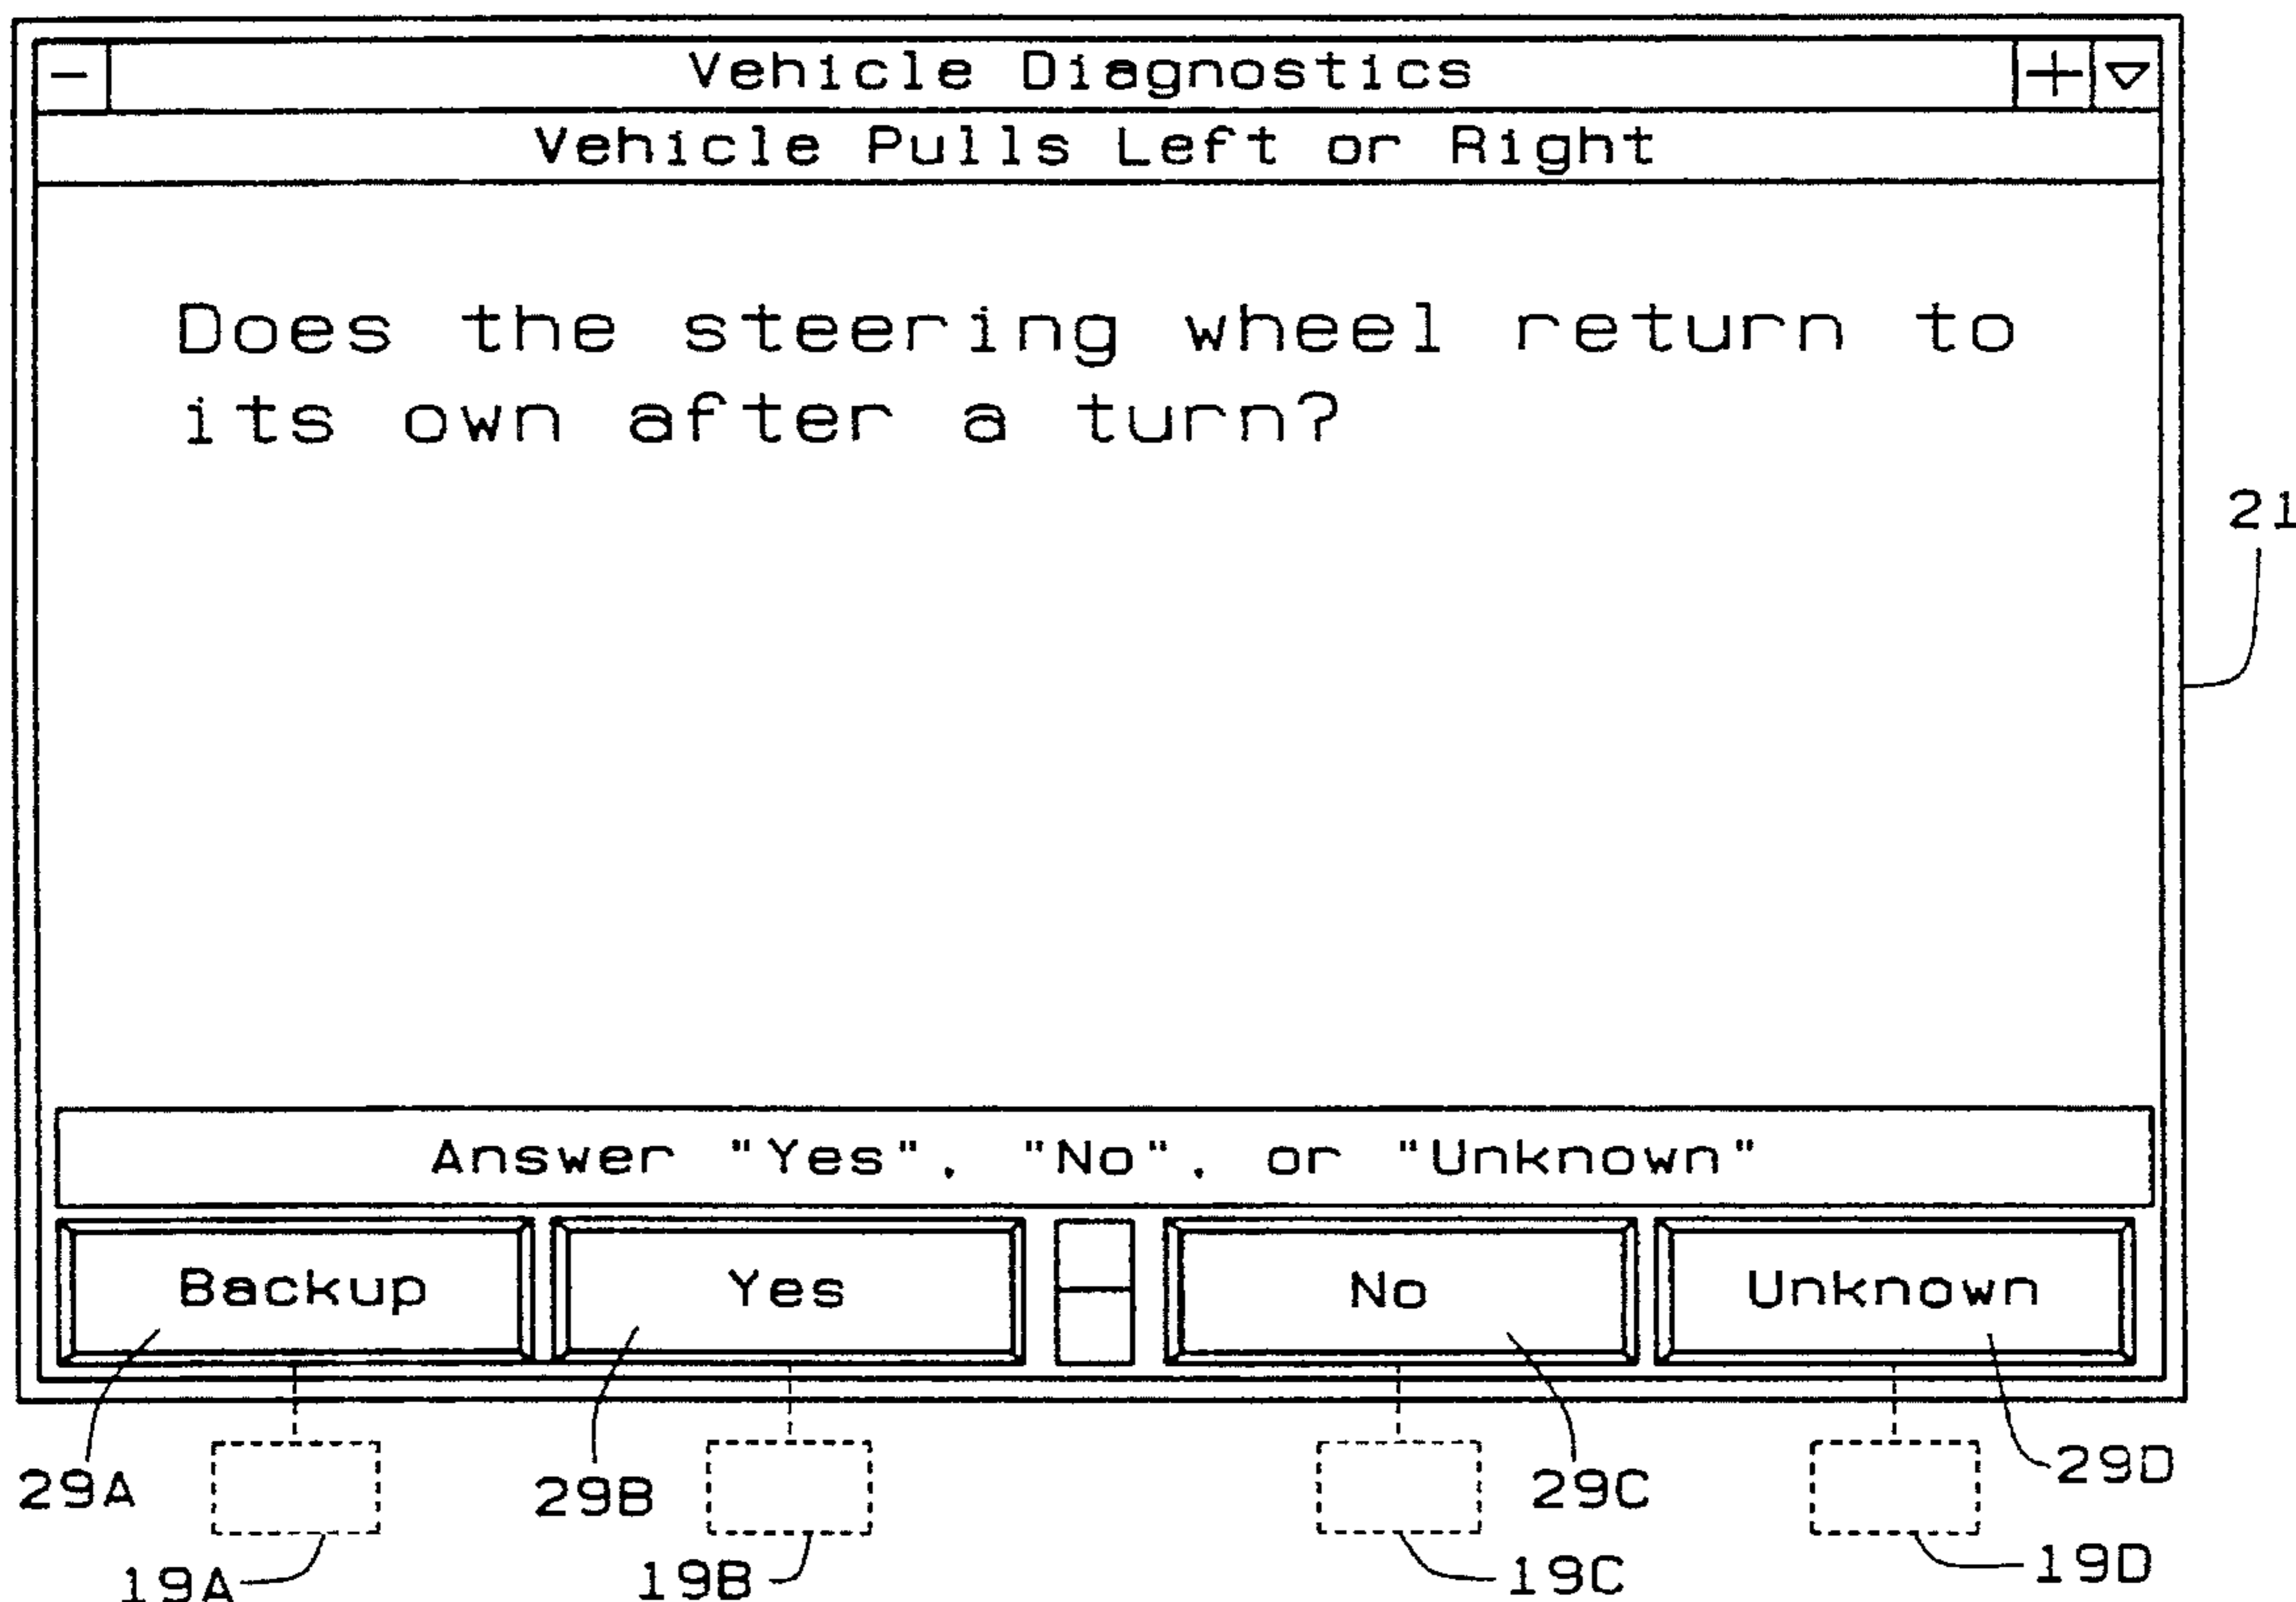 Vehicle Diagnostics
Vehicle Pulls Left or Right
Does the steering wheel return to
its own after a turn?
21
Answer "Yes", "No", or "Unknown"
Backup Yes No Unknown
29A 29B 29C 29D
19A 19B 19C 19D